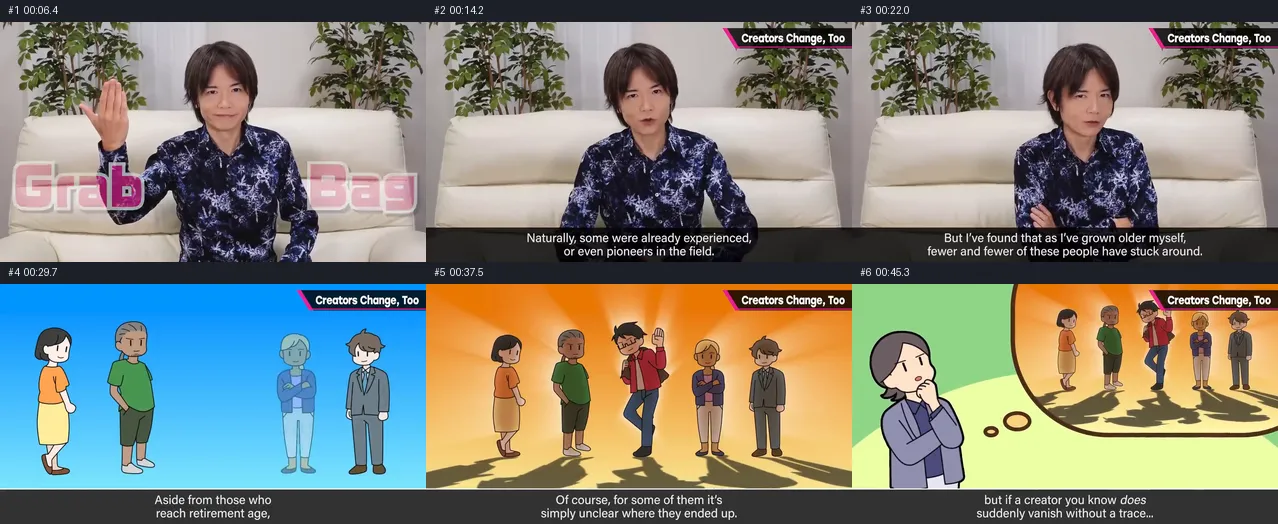 #1 00:06.4
Grab Bag
#2 00:14.2
Creators Change, Too
Naturally, some were already experienced,
or even pioneers in the field.
#3 00:22.0
Creators Change, Too
But I've found that as I've grown older myself,
fewer and fewer of these people have stuck around.
#4 00:29.7
Creators Change, Too
Aside from those who
reach retirement age,
#5 00:37.5
Creators Change, Too
Of course, for some of them it's
simply unclear where they ended up.
#6 00:45.3
Creators Change, Too
but if a creator you know does
suddenly vanish without a trace...